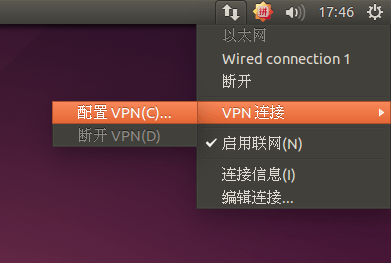 拼
17:46
以太网
Wired connection 1
断开
VPN 连接
配置 VPN(C)...
断开 VPN(D)
启用联网(N)
连接信息(I)
编辑连接...